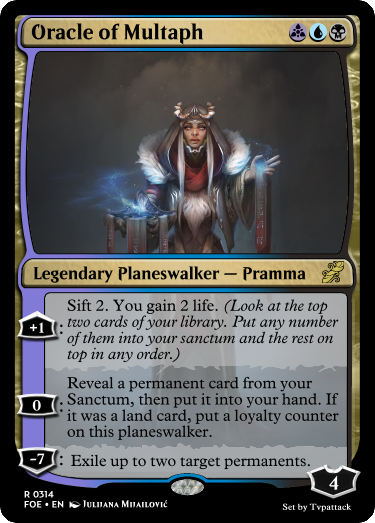 Oracle of Multaph
Legendary Planeswalker — Pramma
+1: Sift 2. You gain 2 life. (Look at the top
two cards of your library. Put any number
of them into your sanctum and the rest on
top in any order.)
0: Reveal a permanent card from your
Sanctum, then put it into your hand. If
it was a land card, put a loyalty counter
on this planeswalker.
-7: Exile up to two target permanents.
4
R 0314
FOE • EN Julijana Mijailović
Set by Tvpattack